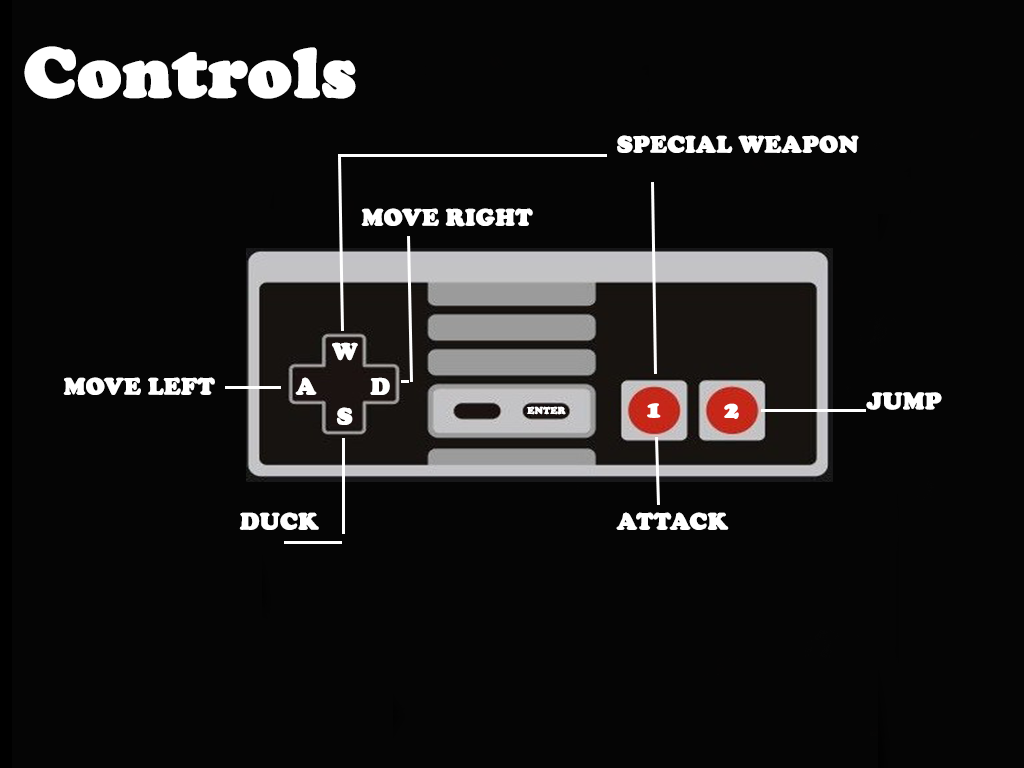 Controls
SPECIAL WEAPON
MOVE RIGHT
W
MOVE LEFT
A
D
JUMP
S
ENTER
1
2
DUCK
ATTACK